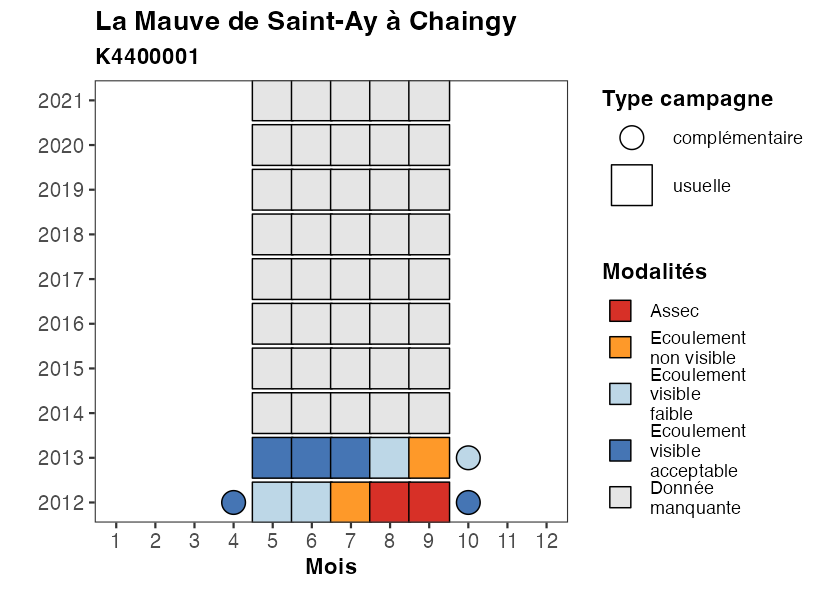 La Mauve de Saint-Ay à Chaingy
K4400001
2021
2020
2019
2018
2017
2016
2015
2014
2013
2012
1 2 3 4 5 6 7 8 9 10 11 12
Mois
Type campagne
complémentaire
usuelle
Modalités
Assec
Ecoulement
non visible
Ecoulement
visible
faible
Ecoulement
visible
acceptable
Donnée
manquante